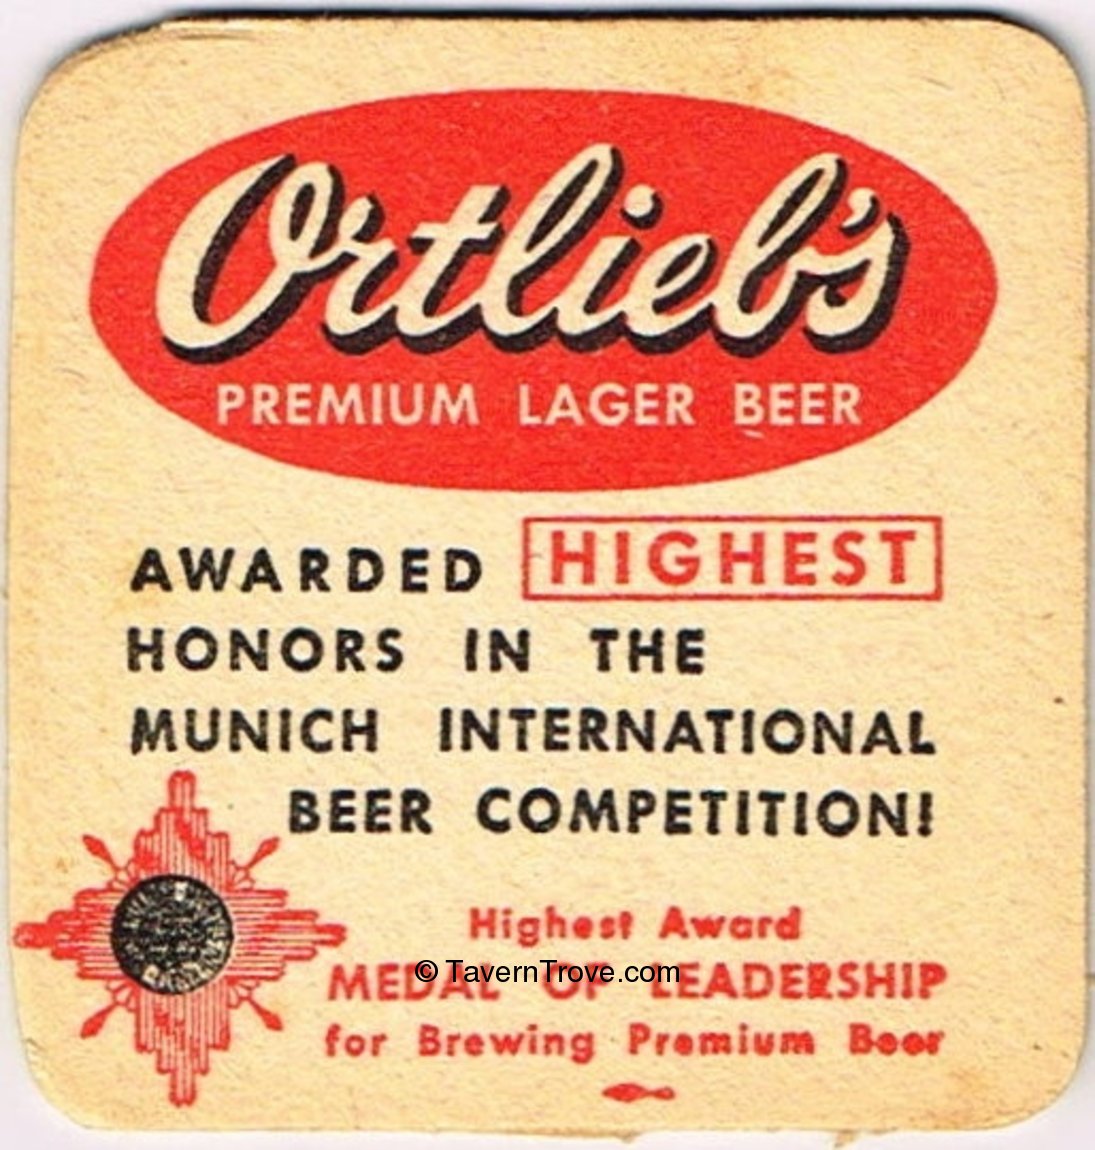 Ortlieb's
PREMIUM LAGER BEER
AWARDED HIGHEST
HONORS IN THE
MUNICH INTERNATIONAL
BEER COMPETITION!
Highest Award
MEDAL OF LEADERSHIP
© TavernTrove.com
for Brewing Premium Beer